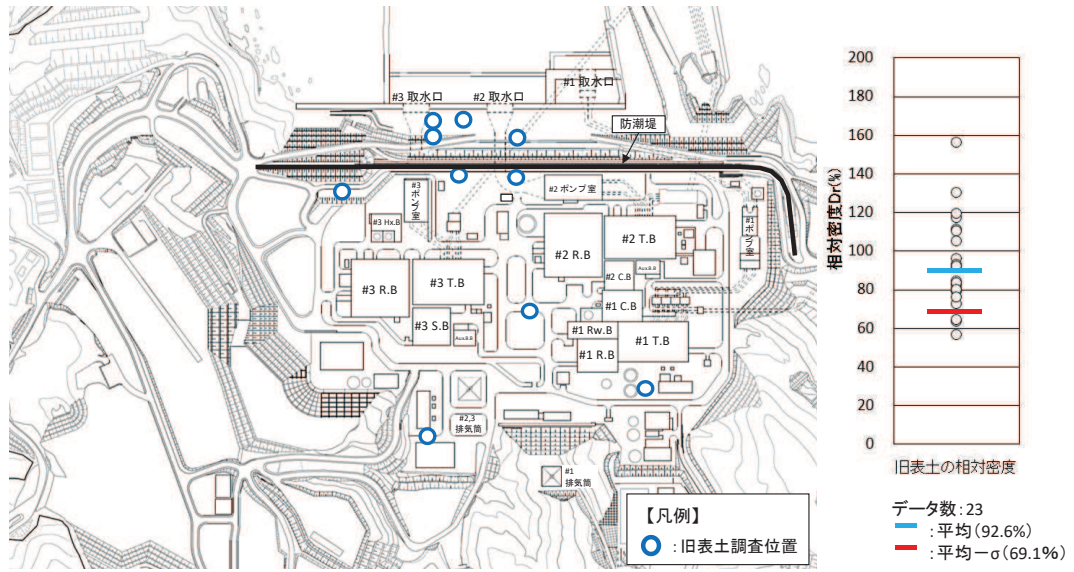 #1 取水口
#3 取水口
#2 取水口
防潮堤
#3
ポンプ室
#2 ポンプ室
#1
ポンプ室
#3 Hx.B
#2 T.B
#2 R.B
#3 R.B
#3 T.B
#2 C.B
Aux.B.B
#1 C.B
#3 S.B
Aux.B.B
#1 Rw.B
#1 T.B
#1 R.B
#2,3
排気筒
#1
排気筒
【凡例】
:旧表土調査位置
相対密度Dr(%)
200
180
160
140
120
100
80
60
40
20
0
旧表土の相対密度
データ数:23
:平均(92.6%)
:平均－σ(69.1%)